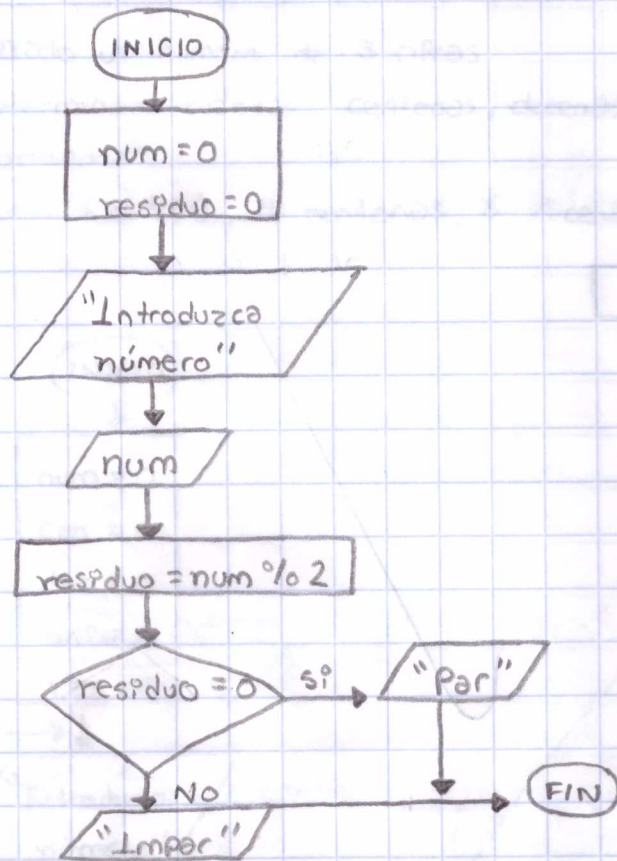 INICIO
num = 0
residuo = 0
"Introduzca
número"
num
residuo = num % 2
residuo = 0
si
"Par"
NO
"Impar"
FIN